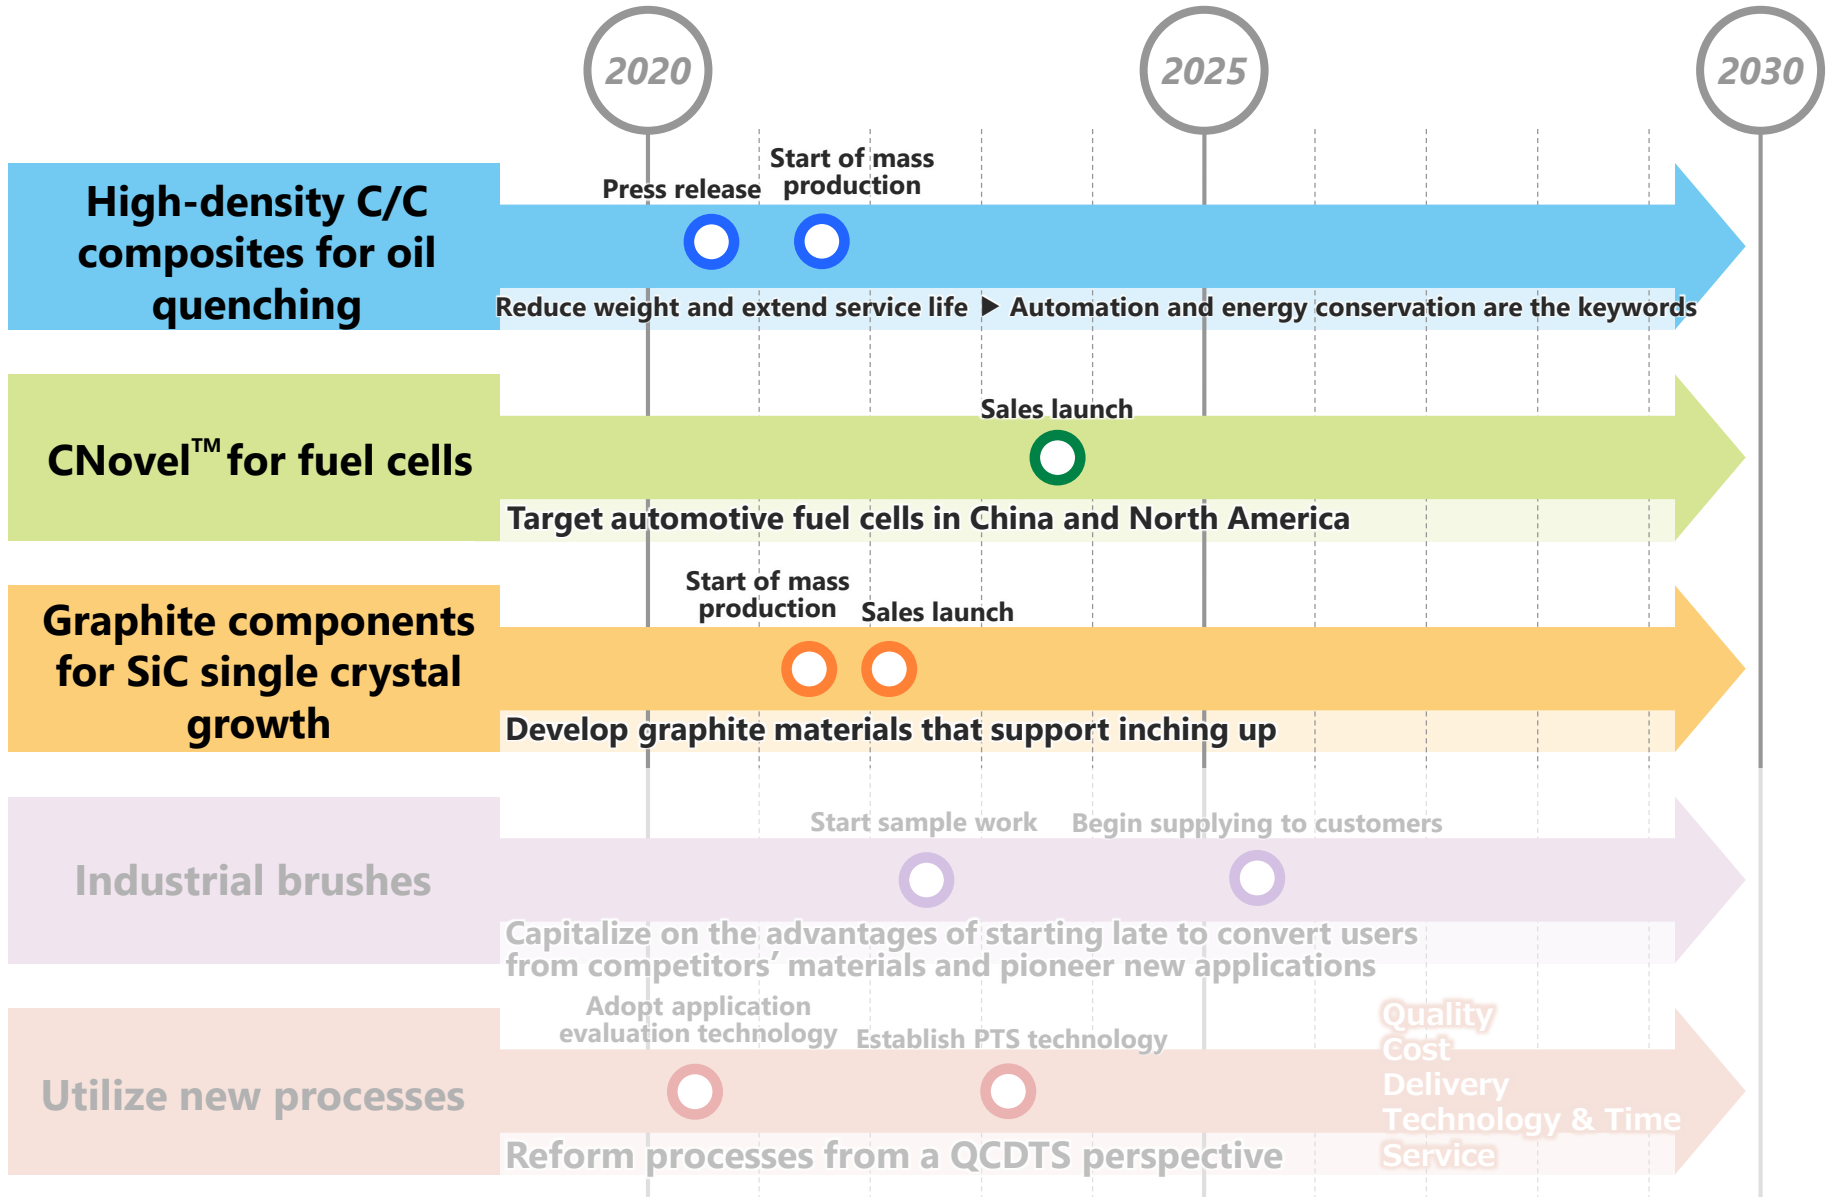 2020
2025
2030
High-density C/C
composites for oil
quenching
Press release
Start of mass
production
Reduce weight and extend service life ▶ Automation and energy conservation are the keywords
CNovel™ for fuel cells
Sales launch
Target automotive fuel cells in China and North America
Graphite components
for SiC single crystal
growth
Start of mass
production
Sales launch
Develop graphite materials that support inching up
Industrial brushes
Start sample work
Begin supplying to customers
Capitalize on the advantages of starting late to convert users
from competitors’ materials and pioneer new applications
Utilize new processes
Adopt application
evaluation technology
Establish PTS technology
Quality
Cost
Delivery
Technology & Time
Service
Reform processes from a QCDTS perspective